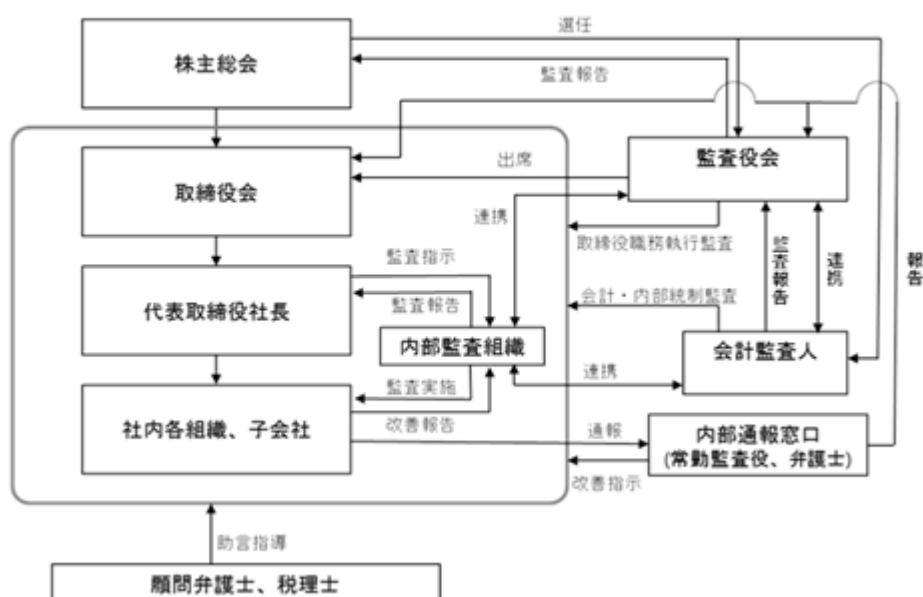 選任
株主総会
監査報告
監査役会
出席
取締役会
連携
取締役職務執行監査
監査報告
連携
報告
監査指示
会計・内部統制監査
監査報告
代表取締役社長
内部監査組織
会計監査人
連携
監査実施
社内各組織、子会社
改善報告
通報
内部通報窓口
(常勤監査役、弁護士)
改善指示
助言指導
顧問弁護士、税理士